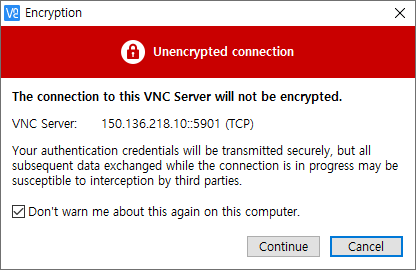 Encryption
Unencrypted connection
The connection to this VNC Server will not be encrypted.
VNC Server: 150.136.218.10::5901 (TCP)
Your authentication credentials will be transmitted securely, but all
subsequent data exchanged while the connection is in progress may be
susceptible to interception by third parties.
Don't warn me about this again on this computer.
Continue Cancel